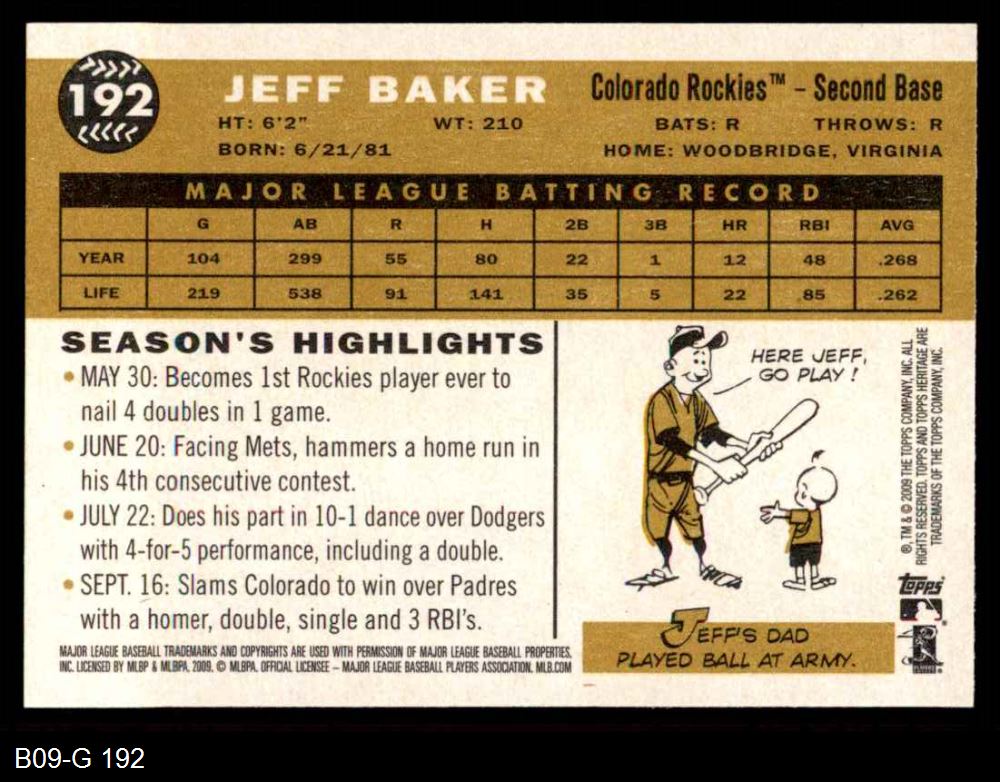 192
JEFF BAKER
Colorado Rockies™ – Second Base
HT: 6'2" WT: 210 BATS: R THROWS: R
BORN: 6/21/81 HOME: WOODBRIDGE, VIRGINIA
MAJOR LEAGUE BATTING RECORD
G AB R H 2B 3B HR RBI AVG
YEAR 104 299 55 80 22 1 12 48 .268
LIFE 219 538 91 141 35 5 22 85 .262
SEASON'S HIGHLIGHTS
• MAY 30: Becomes 1st Rockies player ever to
nail 4 doubles in 1 game.
• JUNE 20: Facing Mets, hammers a home run in
his 4th consecutive contest.
• JULY 22: Does his part in 10-1 dance over Dodgers
with 4-for-5 performance, including a double.
• SEPT. 16: Slams Colorado to win over Padres
with a homer, double, single and 3 RBI's.
MAJOR LEAGUE BASEBALL TRADEMARKS AND COPYRIGHTS ARE USED WITH PERMISSION OF MAJOR LEAGUE BASEBALL PROPERTIES,
INC. LICENSED BY MLBP & MLBPA, 2009. © MLBPA. OFFICIAL LICENSEE – MAJOR LEAGUE BASEBALL PLAYERS ASSOCIATION. MLB.COM
HERE JEFF,
GO PLAY !
JEFF'S DAD
PLAYED BALL AT ARMY.
®, TM & © 2009 THE TOPPS COMPANY, INC. ALL
RIGHTS RESERVED. TOPPS AND TOPPS HERITAGE ARE
TRADEMARKS OF THE TOPPS COMPANY, INC.
topps
B09-G 192